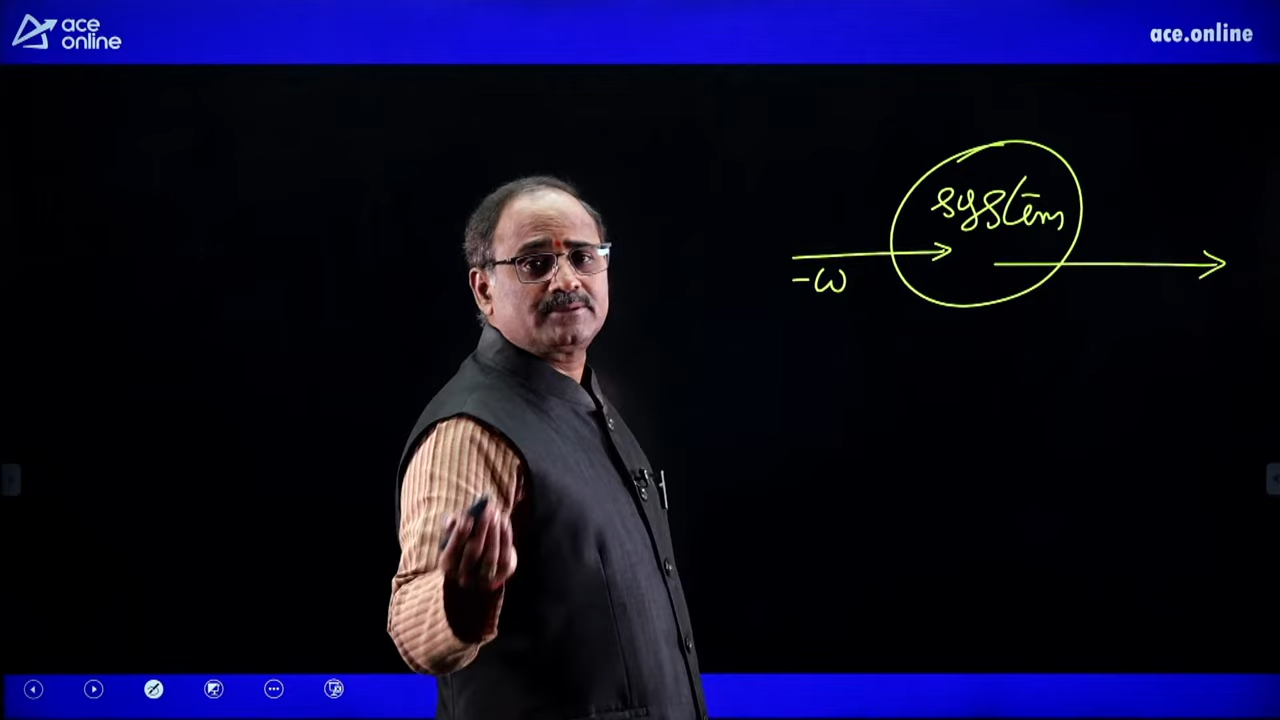 ace
online
ace.online
system
-ω